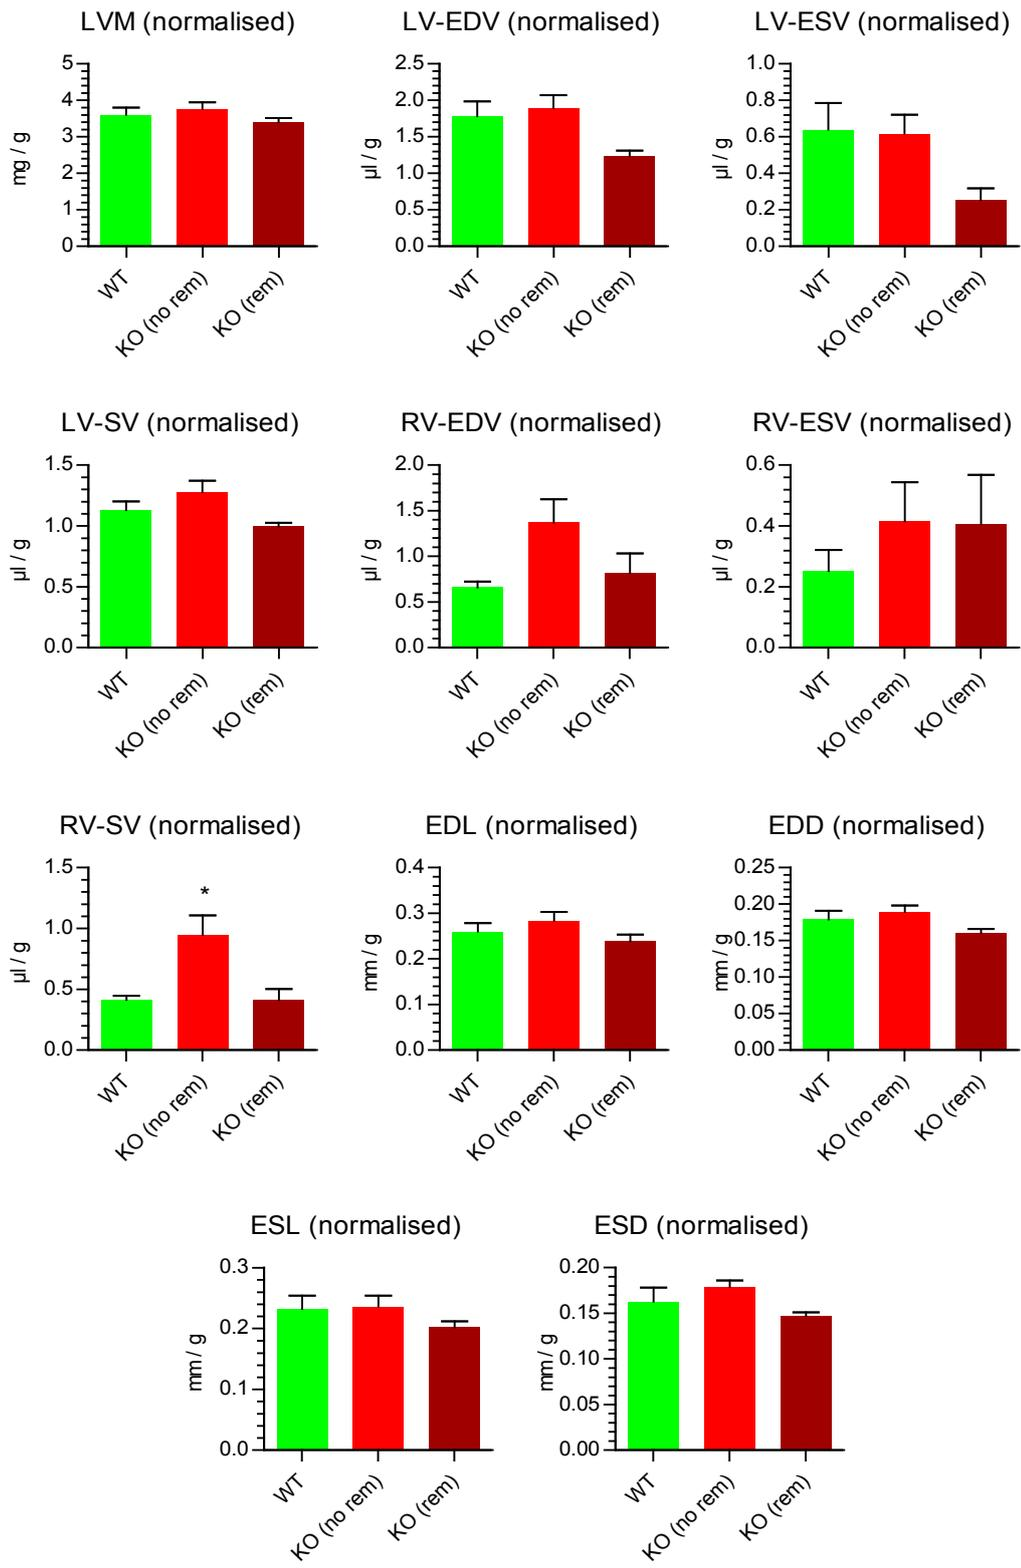 LVM (normalised) LV-EDV (normalised) LV-ESV (normalised)
5 2.5 1.0
4 2.0 0.8
3 1.5 0.6
2 1.0 0.4
1 0.5 0.2
0 0.0 0.0
mg / g µl / g µl / g
WT KO (no rem) KO (rem) WT KO (no rem) KO (rem) WT KO (no rem) KO (rem)
LV-SV (normalised) RV-EDV (normalised) RV-ESV (normalised)
1.5 2.0 0.6
1.0 1.5 0.4
0.5 1.0 0.2
0.0 0.5 0.0
0.0
µl / g µl / g µl / g
WT KO (no rem) KO (rem) WT KO (no rem) KO (rem) WT KO (no rem) KO (rem)
RV-SV (normalised) EDL (normalised) EDD (normalised)
1.5 0.4 0.25
*
1.0 0.3 0.20
0.5 0.2 0.15
0.0 0.1 0.10
0.0 0.05
0.00
µl / g mm / g mm / g
WT KO (no rem) KO (rem) WT KO (no rem) KO (rem) WT KO (no rem) KO (rem)
ESL (normalised) ESD (normalised)
0.3 0.20
0.2 0.15
0.1 0.10
0.0 0.05
0.00
mm / g mm / g
WT KO (no rem) KO (rem) WT KO (no rem) KO (rem)